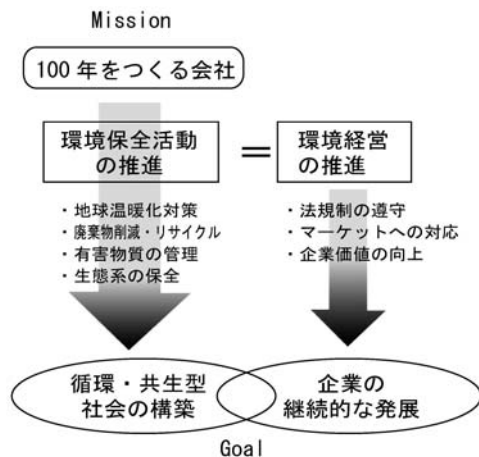 Mission
100年をつくる会社
環境保全活動
の推進
=
環境経営
の推進
・地球温暖化対策
・廃棄物削減・リサイクル
・有害物質の管理
・生態系の保全
・法規制の遵守
・マーケットへの対応
・企業価値の向上
循環・共生型
社会の構築
企業の
継続的な発展
Goal